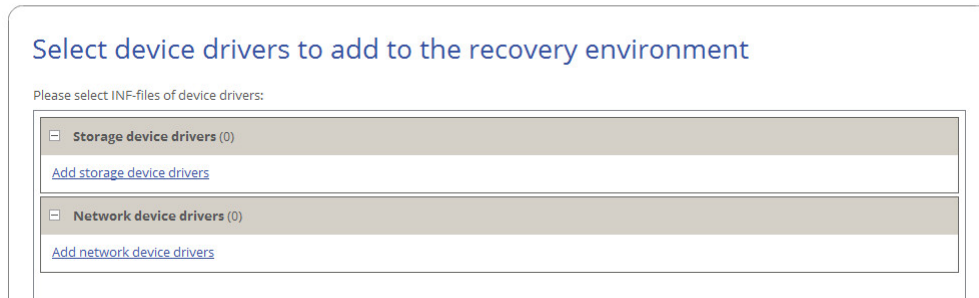 Select device drivers to add to the recovery environment
Please select INF-files of device drivers:
Storage device drivers (0)
Add storage device drivers
Network device drivers (0)
Add network device drivers